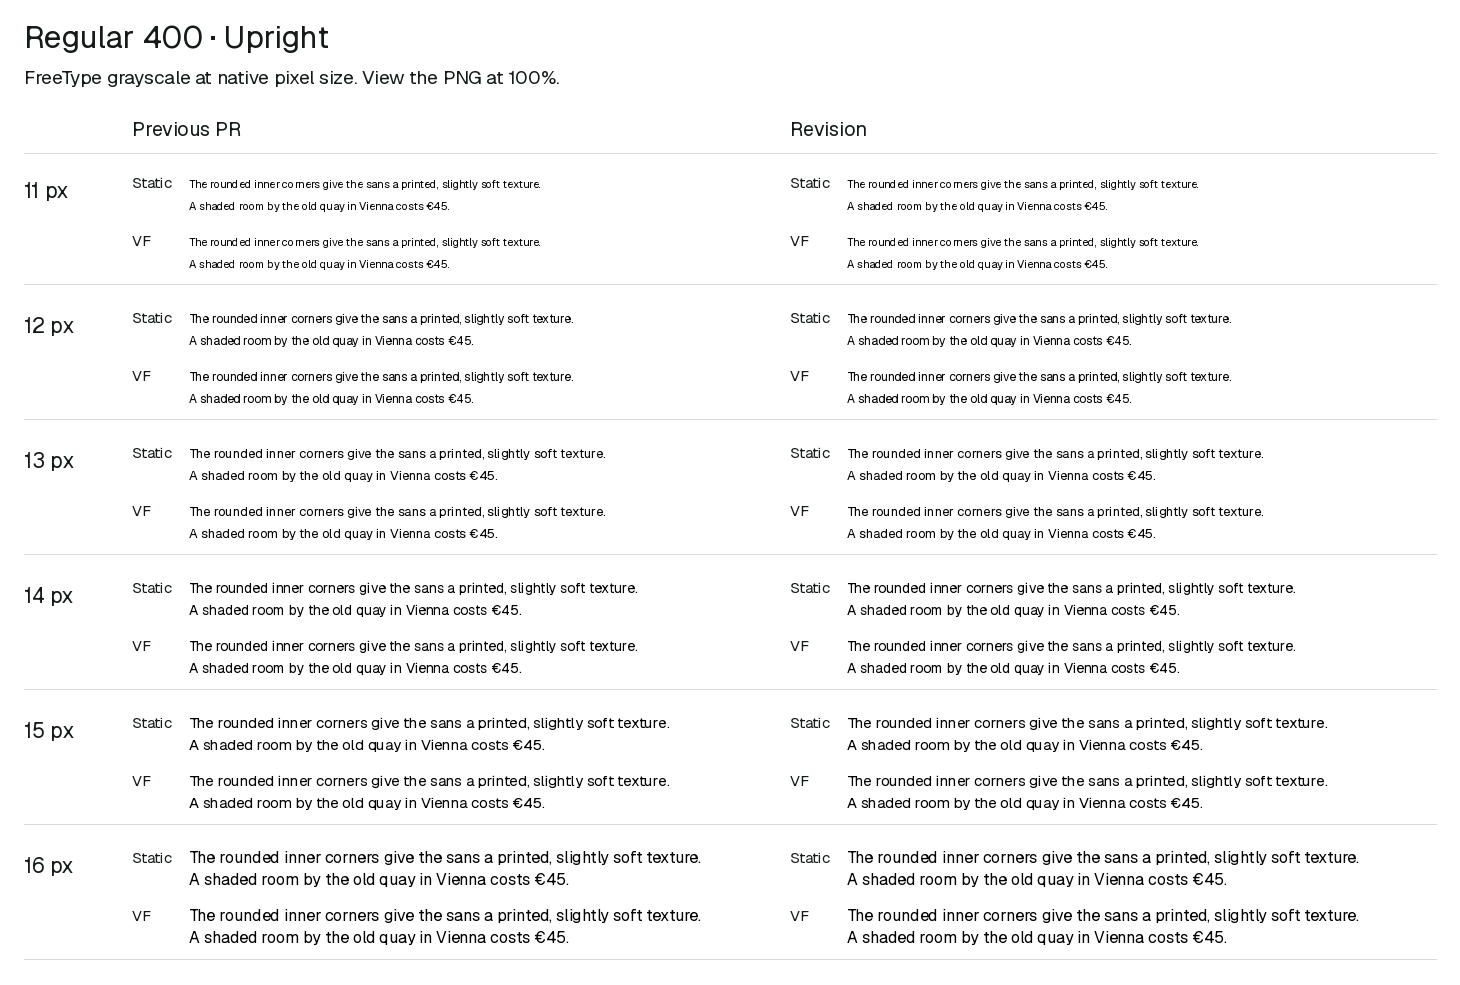 Regular 400 · Upright
FreeType grayscale at native pixel size. View the PNG at 100%.
Previous PR Revision
11 px Static The rounded inner corners give the sans a printed, slightly soft texture. Static The rounded inner corners give the sans a printed, slightly soft texture.
A shaded room by the old quay in Vienna costs €45. A shaded room by the old quay in Vienna costs €45.
VF The rounded inner corners give the sans a printed, slightly soft texture. VF The rounded inner corners give the sans a printed, slightly soft texture.
A shaded room by the old quay in Vienna costs €45. A shaded room by the old quay in Vienna costs €45.
12 px Static The rounded inner corners give the sans a printed, slightly soft texture. Static The rounded inner corners give the sans a printed, slightly soft texture.
A shaded room by the old quay in Vienna costs €45. A shaded room by the old quay in Vienna costs €45.
VF The rounded inner corners give the sans a printed, slightly soft texture. VF The rounded inner corners give the sans a printed, slightly soft texture.
A shaded room by the old quay in Vienna costs €45. A shaded room by the old quay in Vienna costs €45.
13 px Static The rounded inner corners give the sans a printed, slightly soft texture. Static The rounded inner corners give the sans a printed, slightly soft texture.
A shaded room by the old quay in Vienna costs €45. A shaded room by the old quay in Vienna costs €45.
VF The rounded inner corners give the sans a printed, slightly soft texture. VF The rounded inner corners give the sans a printed, slightly soft texture.
A shaded room by the old quay in Vienna costs €45. A shaded room by the old quay in Vienna costs €45.
14 px Static The rounded inner corners give the sans a printed, slightly soft texture. Static The rounded inner corners give the sans a printed, slightly soft texture.
A shaded room by the old quay in Vienna costs €45. A shaded room by the old quay in Vienna costs €45.
VF The rounded inner corners give the sans a printed, slightly soft texture. VF The rounded inner corners give the sans a printed, slightly soft texture.
A shaded room by the old quay in Vienna costs €45. A shaded room by the old quay in Vienna costs €45.
15 px Static The rounded inner corners give the sans a printed, slightly soft texture. Static The rounded inner corners give the sans a printed, slightly soft texture.
A shaded room by the old quay in Vienna costs €45. A shaded room by the old quay in Vienna costs €45.
VF The rounded inner corners give the sans a printed, slightly soft texture. VF The rounded inner corners give the sans a printed, slightly soft texture.
A shaded room by the old quay in Vienna costs €45. A shaded room by the old quay in Vienna costs €45.
16 px Static The rounded inner corners give the sans a printed, slightly soft texture. Static The rounded inner corners give the sans a printed, slightly soft texture.
A shaded room by the old quay in Vienna costs €45. A shaded room by the old quay in Vienna costs €45.
VF The rounded inner corners give the sans a printed, slightly soft texture. VF The rounded inner corners give the sans a printed, slightly soft texture.
A shaded room by the old quay in Vienna costs €45. A shaded room by the old quay in Vienna costs €45.